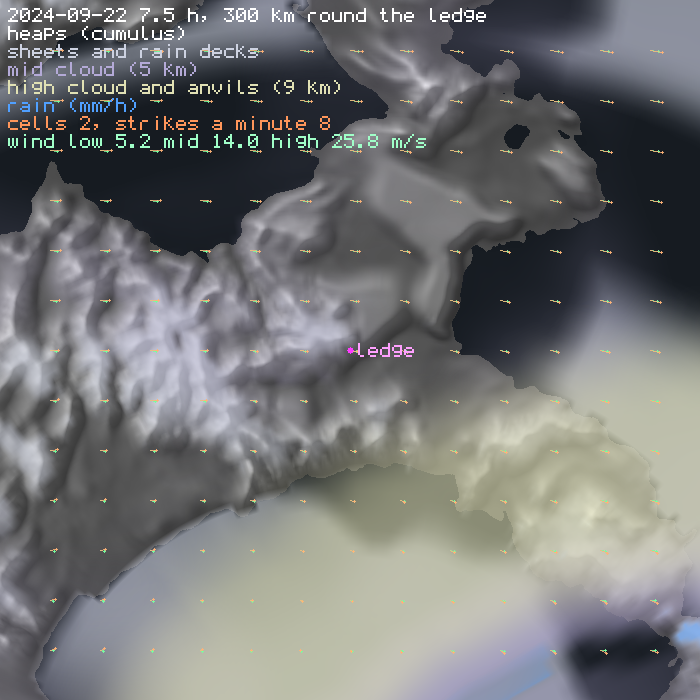 2024-09-22 7.5 h, 300 km round the ledge
heaps (cumulus)
sheets and rain decks
mid cloud (5 km)
high cloud and anvils (9 km)
rain (mm/h)
cells 2, strikes a minute 8
wind low 5.2 mid 14.0 high 25.8 m/s
ledge